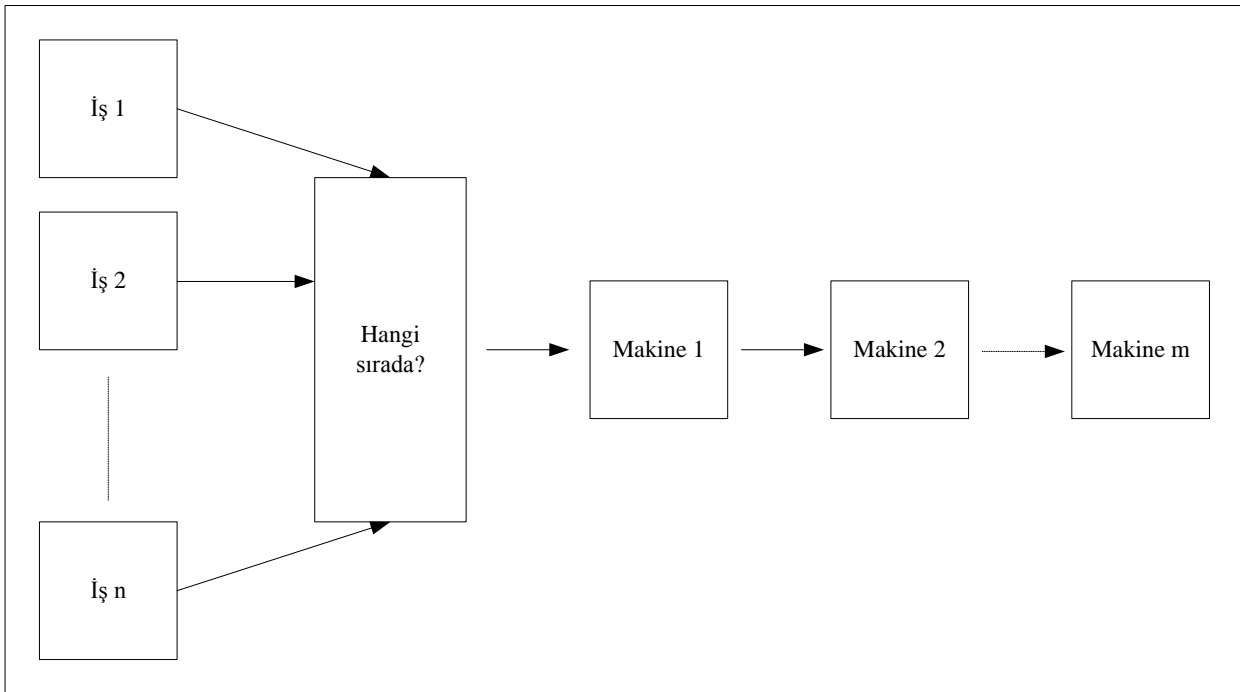 İş 1
İş 2
Hangi
sırada?
Makine 1
Makine 2
Makine m
İş n